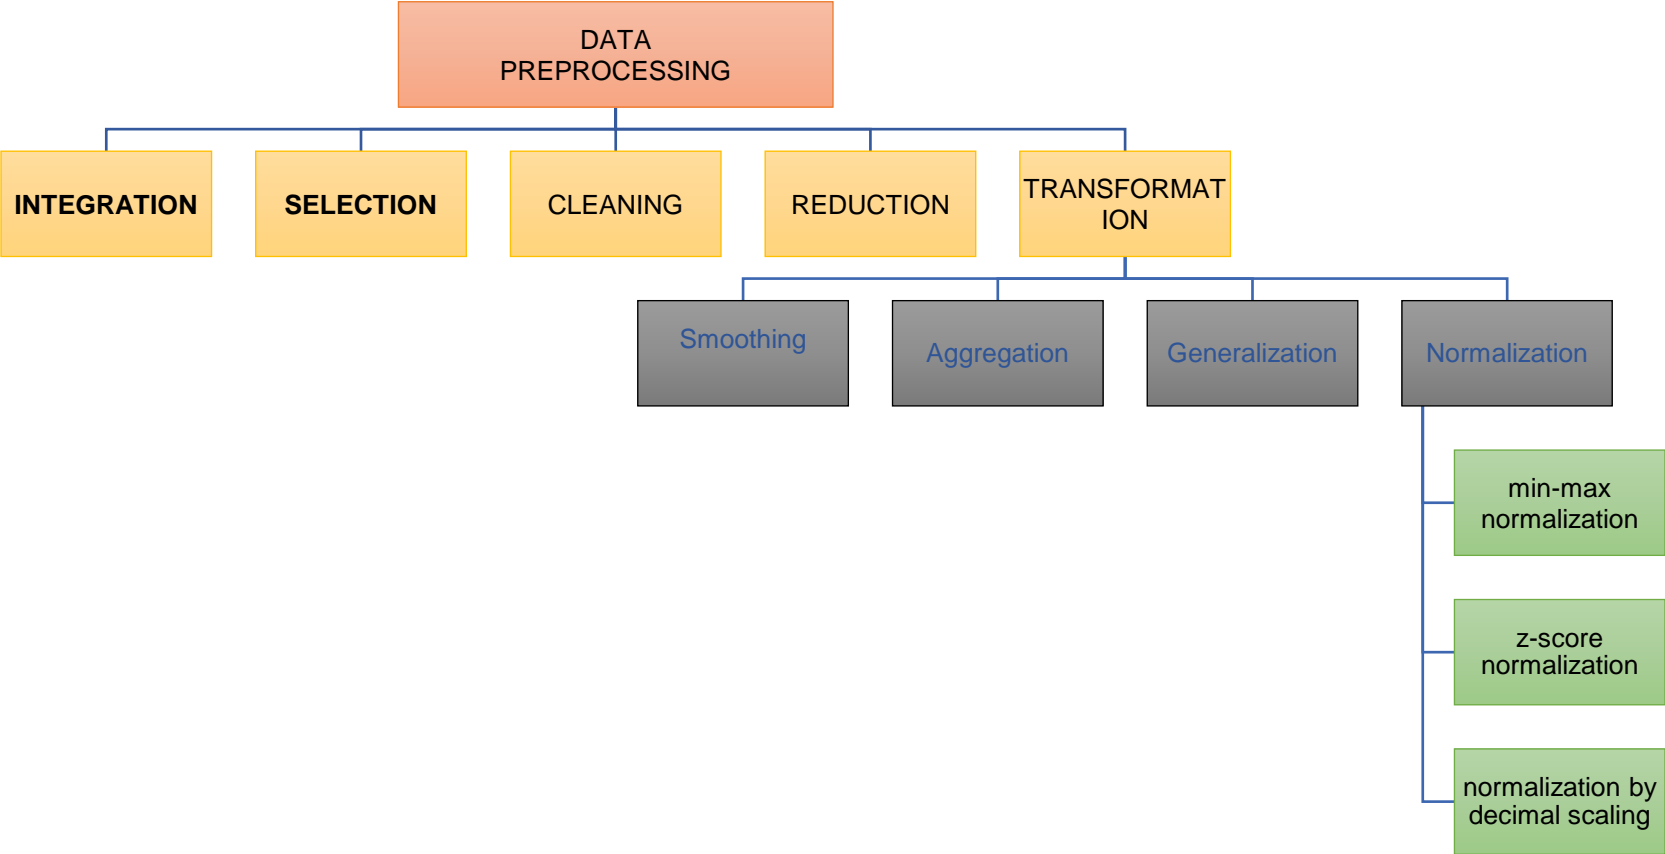 DATA
PREPROCESSING
INTEGRATION
SELECTION
CLEANING
REDUCTION
TRANSFORMAT
ION
Smoothing
Aggregation
Generalization
Normalization
min-max
normalization
z-score
normalization
normalization by
decimal scaling